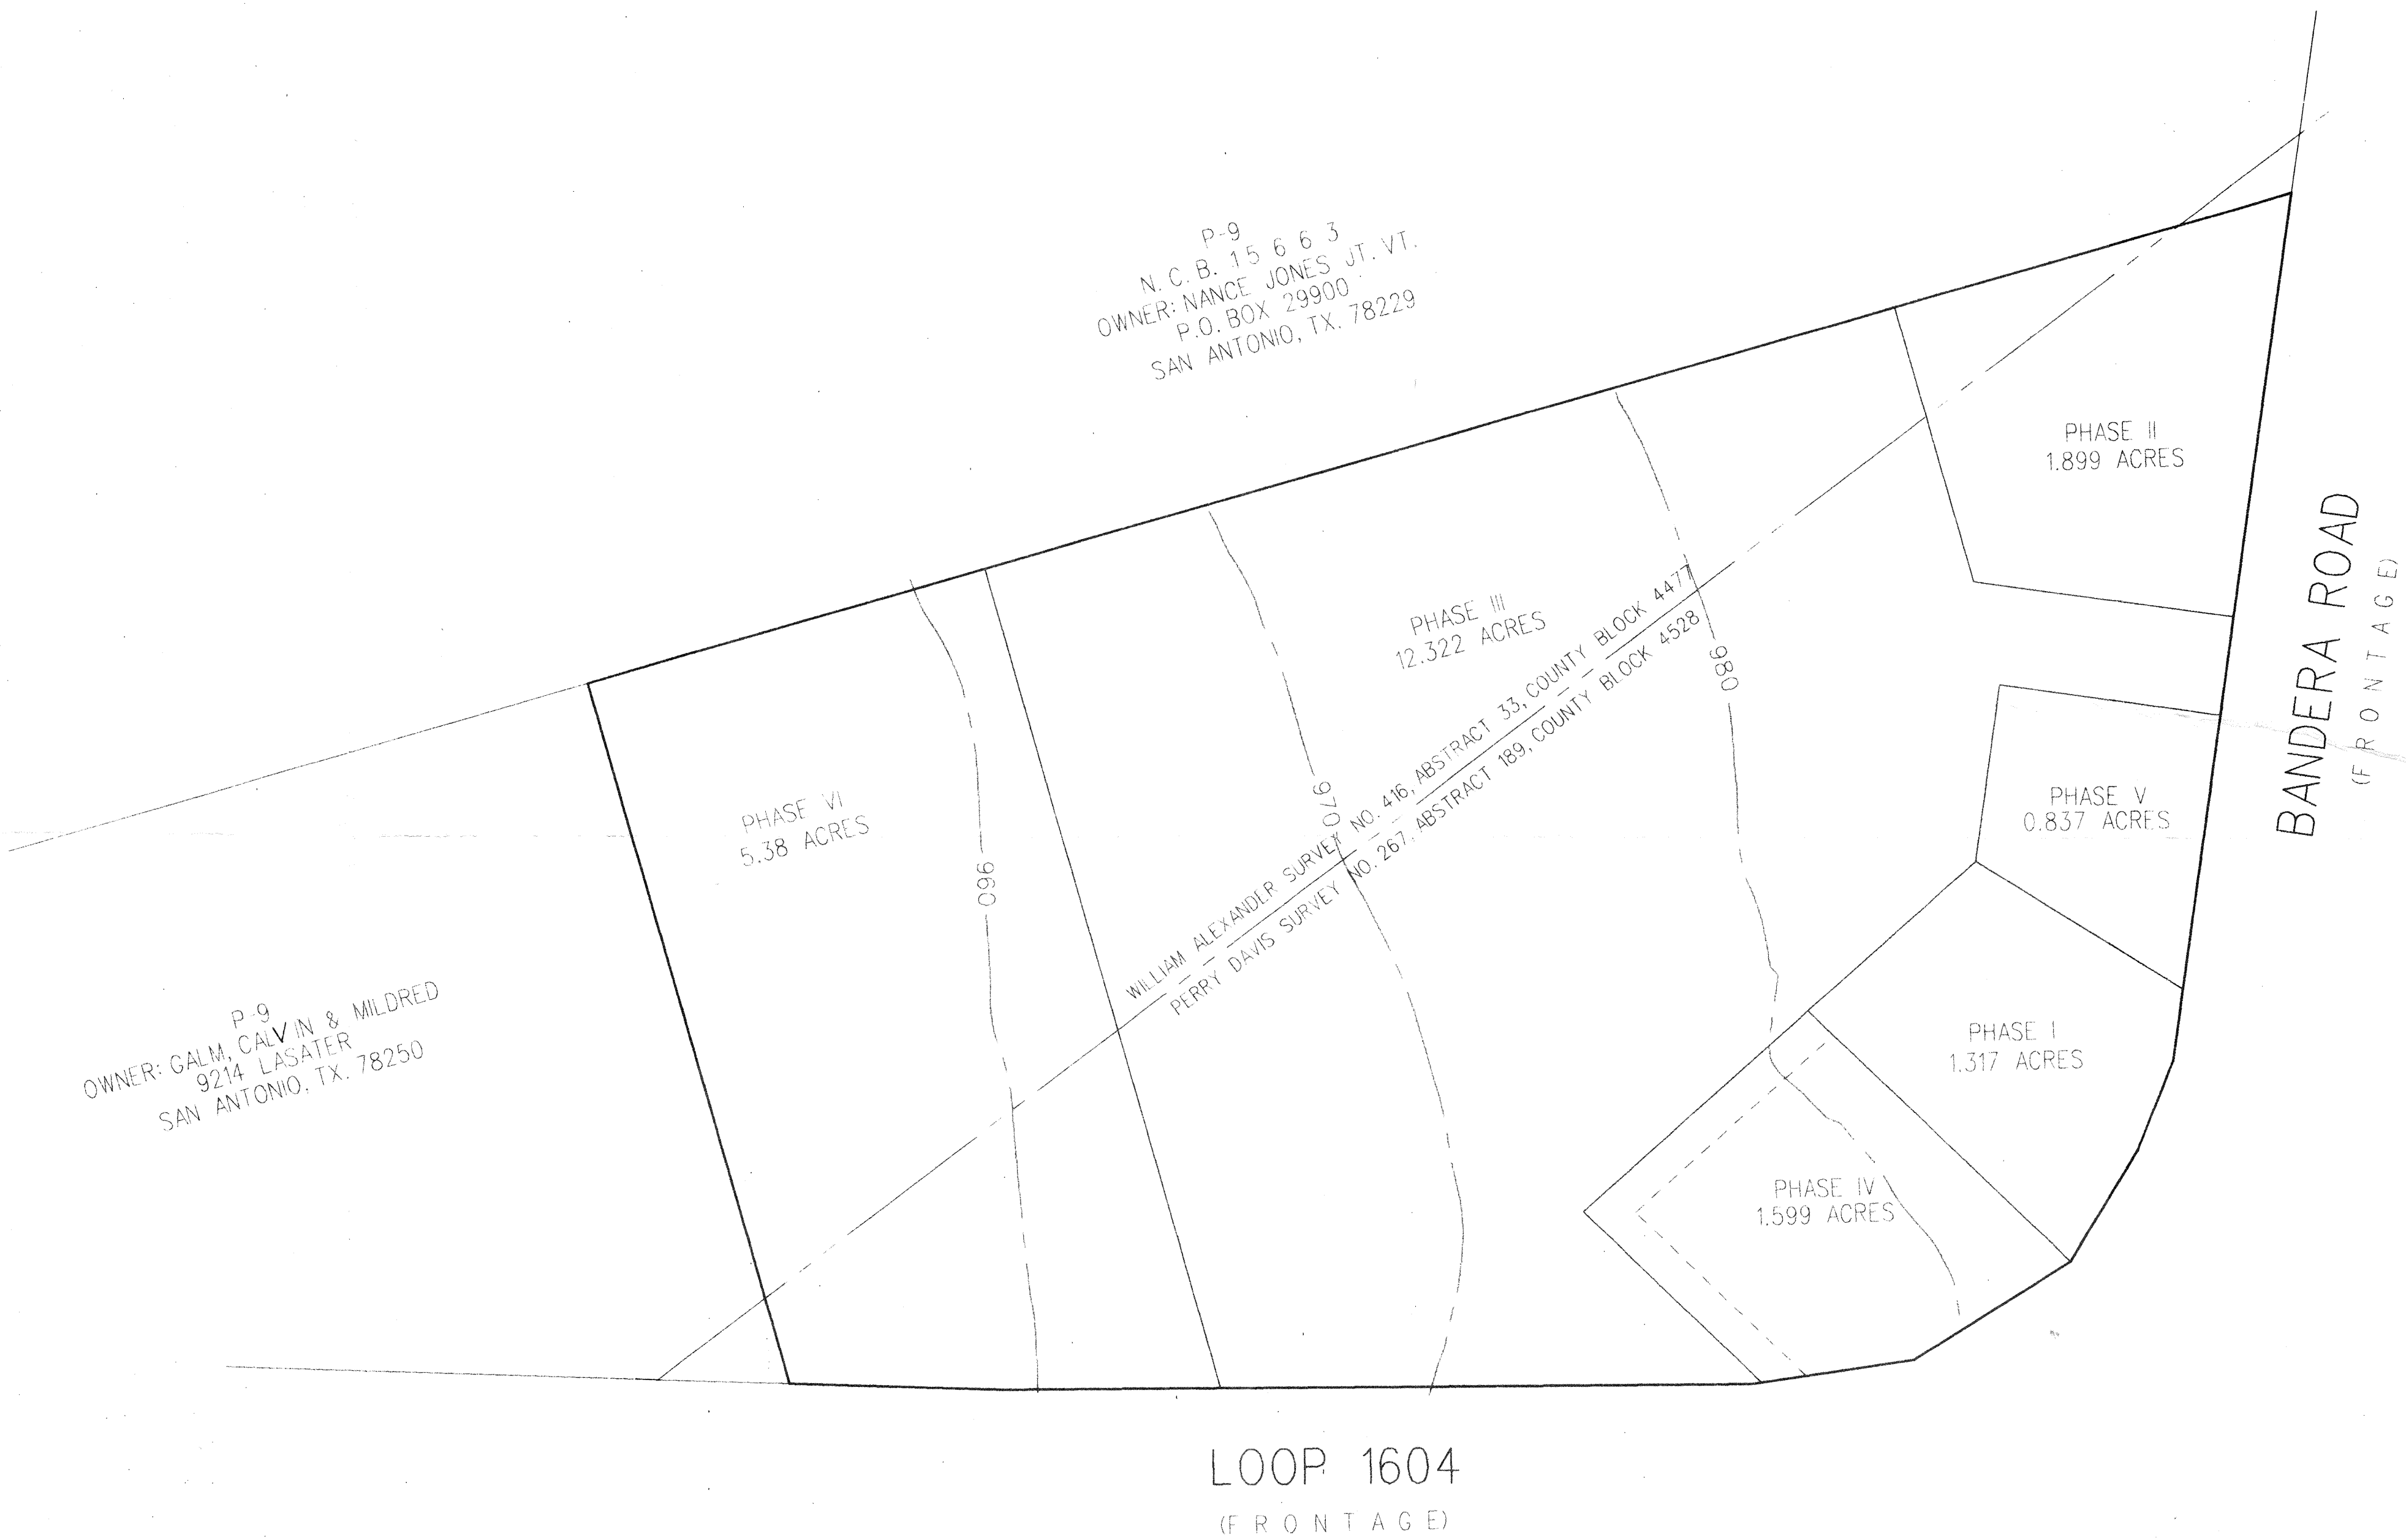 P-9
N. C. B. 15 6 6 3
OWNER: NANCE JONES JT. VT.
P.O. BOX 29900
SAN ANTONIO, TX. 78229
PHASE II
1.899 ACRES
BANDERA ROAD
(F R O N T A G E)
PHASE III
12.322 ACRES
980
WILLIAM ALEXANDER SURVEY NO. 416, ABSTRACT 33, COUNTY BLOCK 4477
PERRY DAVIS SURVEY NO. 267, ABSTRACT 189, COUNTY BLOCK 4528
970
PHASE VI
5.38 ACRES
960
PHASE V
0.837 ACRES
P-9
OWNER: GALM, CALVIN & MILDRED
9214 LASATER
SAN ANTONIO, TX. 78250
PHASE I
1.317 ACRES
PHASE IV
1.599 ACRES
LOOP 1604
(F R O N T A G E)